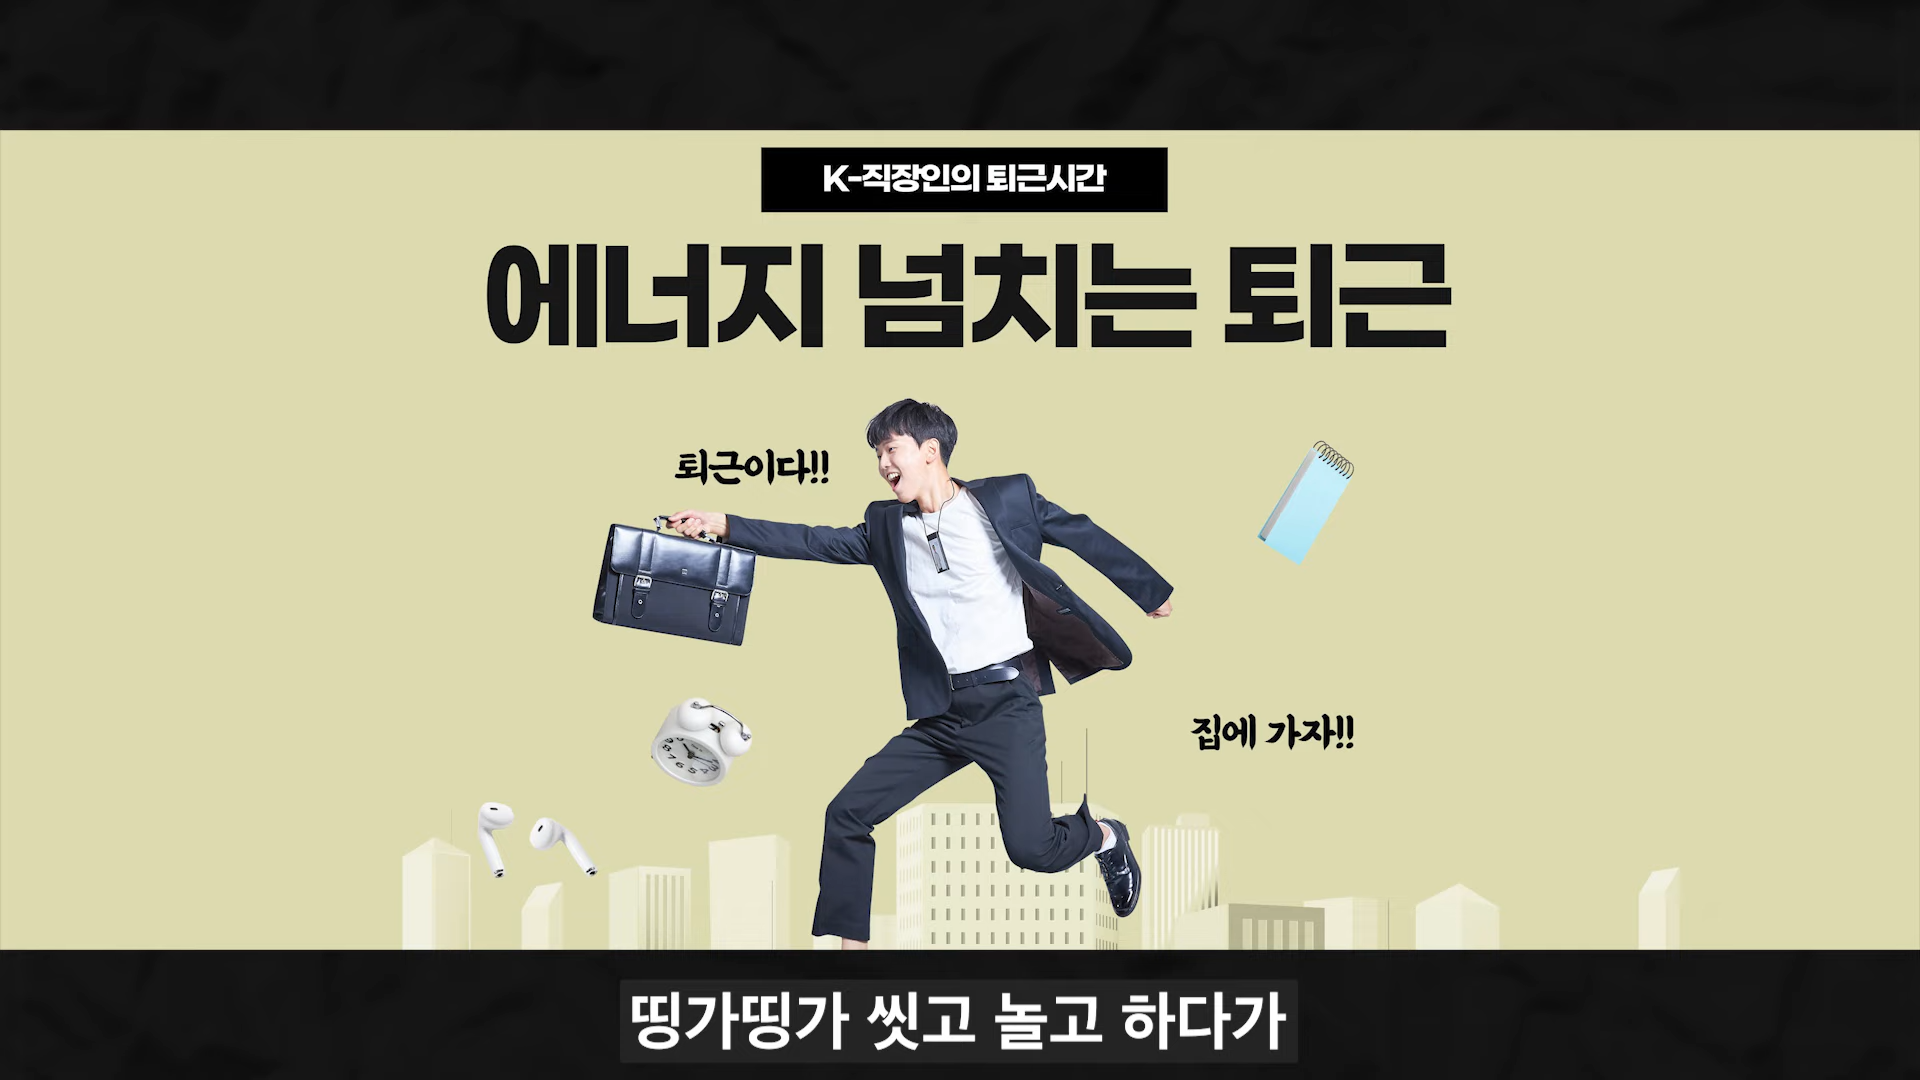 K-직장인의 퇴근시간
에너지 넘치는 퇴근
퇴근이다!!
집에 가자!!
띵가띵가 씻고 놀고 하다가